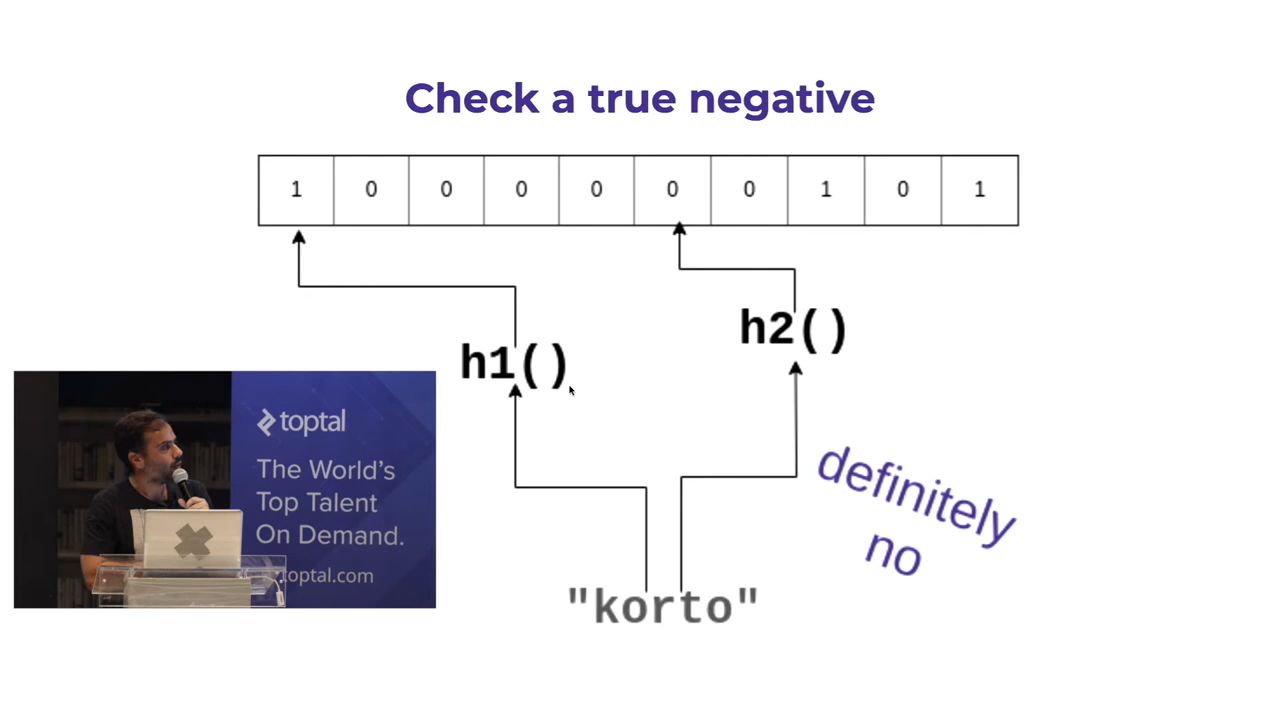 Check a true negative
1 0 0 0 0 0 0 1 0 1
h2()
h1()
toptal
The World's
Top Talent
On Demand.
toptal.com
definitely
no
"korto"